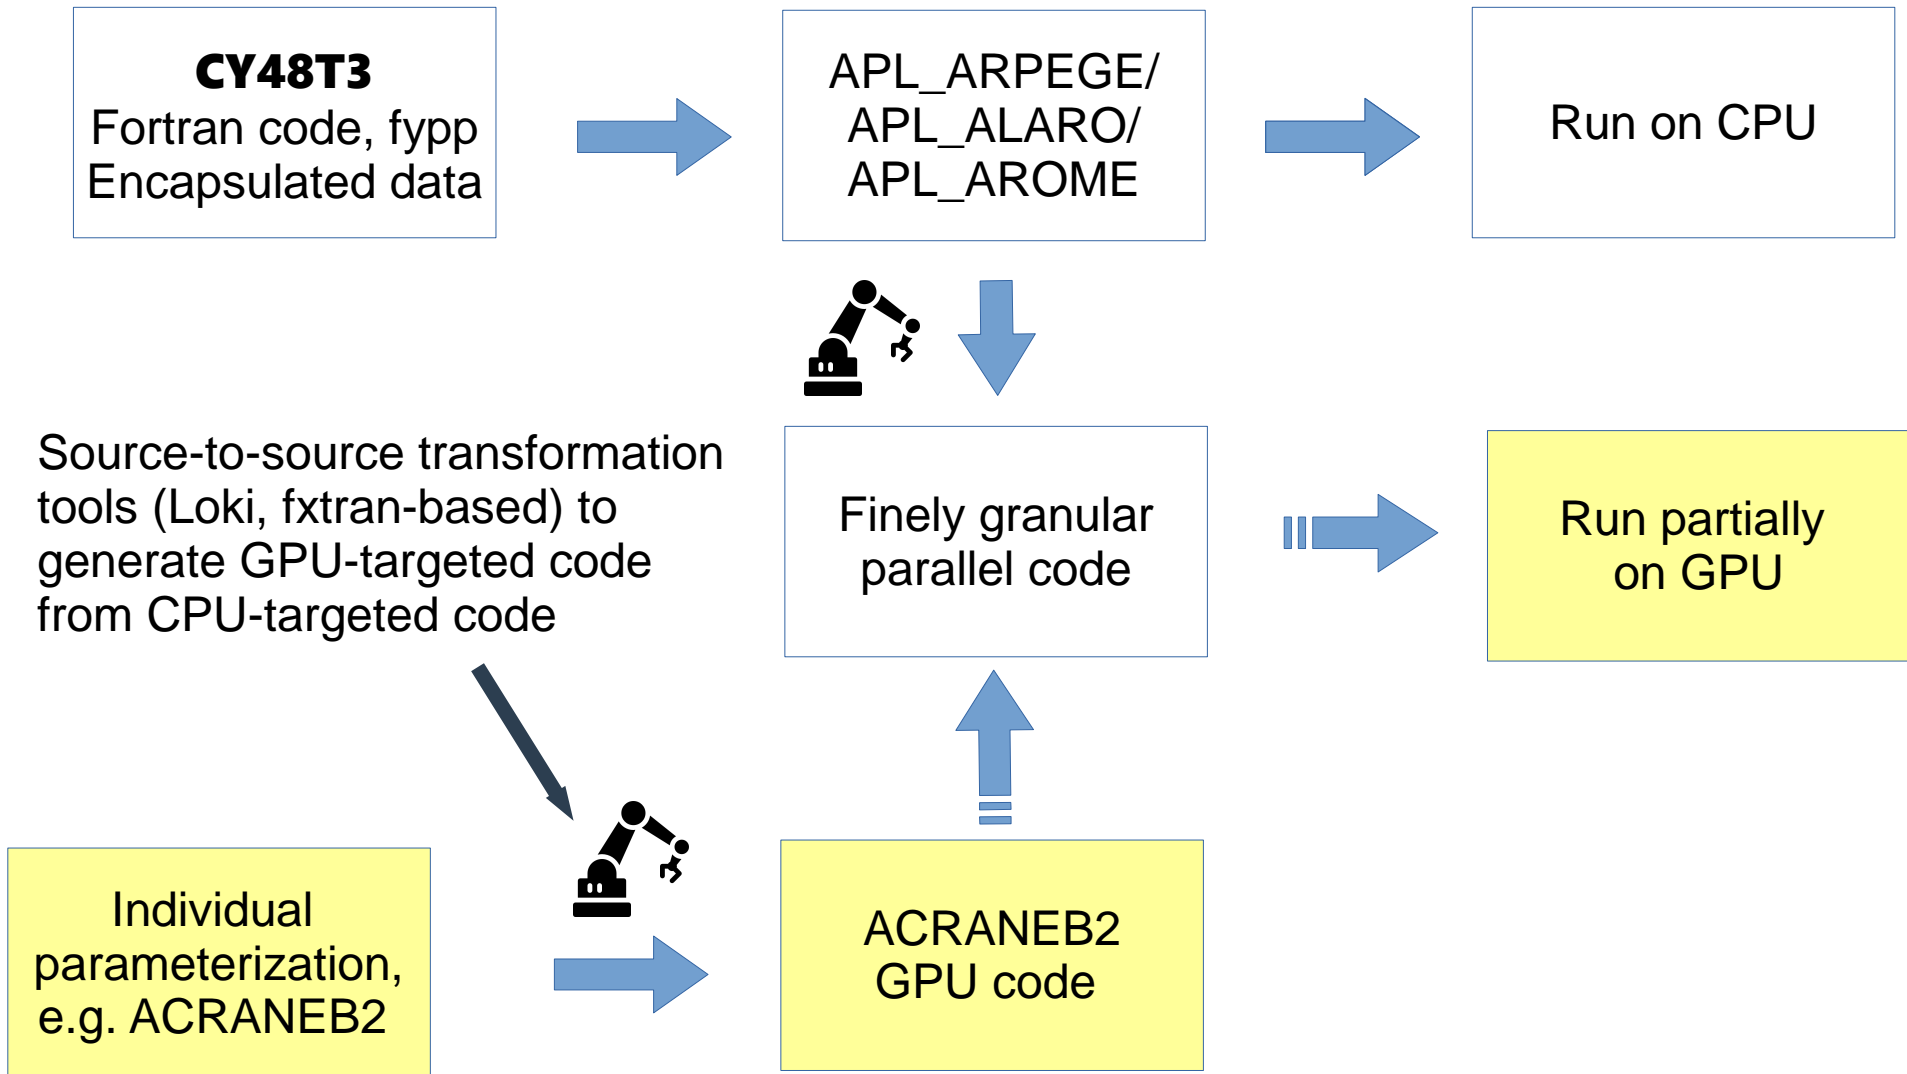 CY48T3
Fortran code, fypp
Encapsulated data
APL_ARPEGE/
APL_ALARO/
APL_AROME
Run on CPU
Source-to-source transformation
tools (Loki, fxtran-based) to
generate GPU-targeted code
from CPU-targeted code
Finely granular
parallel code
Run partially
on GPU
Individual
parameterization,
e.g. ACRANEB2
ACRANEB2
GPU code